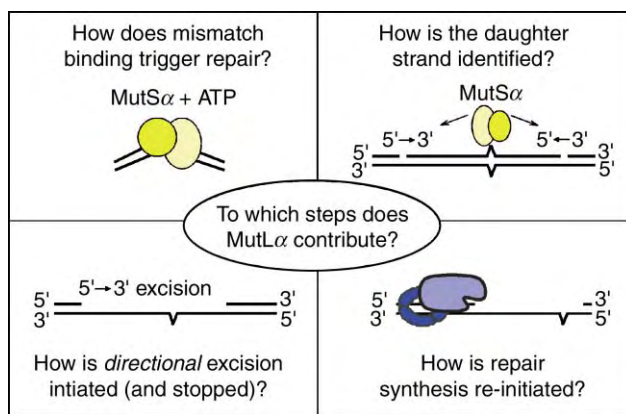 How does mismatch
binding trigger repair?
MutSα + ATP
How is the daughter
strand identified?
MutSα
5'→3' 5'←3'
5' 3'
3' 5'
To which steps does
MutLα contribute?
5'→3' excision
5' 3'
3' 5'
How is directional excision
intiated (and stopped)?
5' 3'
3' 5'
How is repair
synthesis re-initiated?